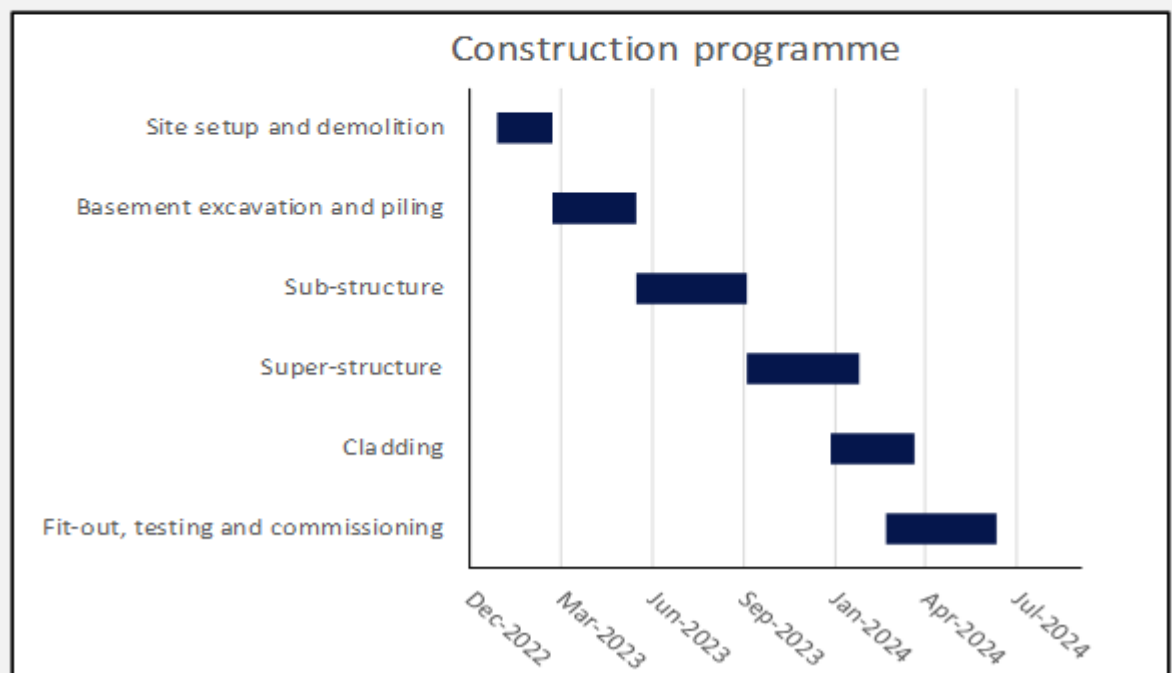 Construction programme
Site setup and demolition
Basement excavation and piling
Sub-structure
Super-structure
Cladding
Fit-out, testing and commissioning
Dec-2022
Mar-2023
Jun-2023
Sep-2023
Jan-2024
Apr-2024
Jul-2024